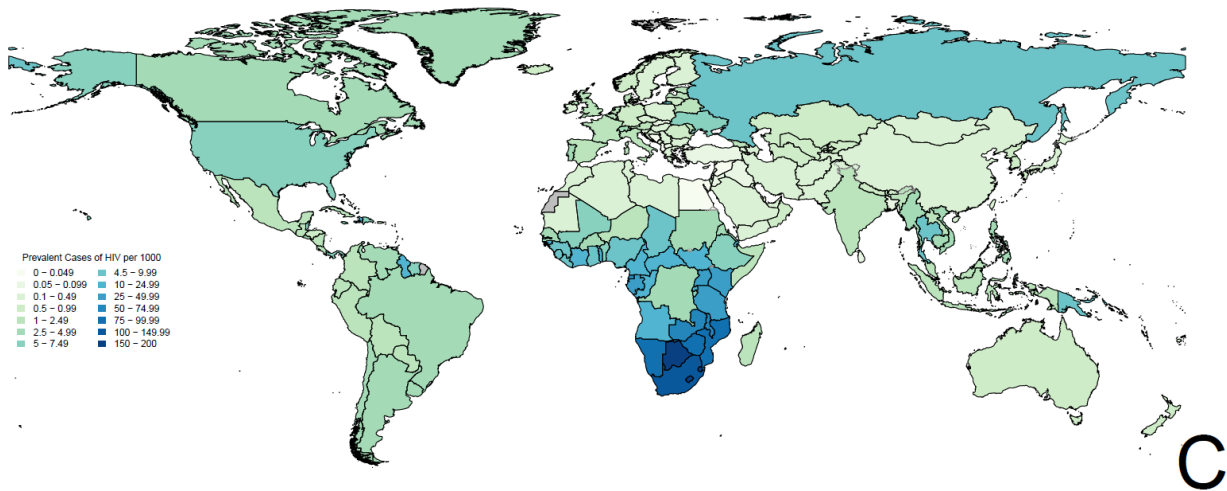 Prevalent Cases of HIV per 1000
0 – 0.049 4.5 – 9.99
0.05 – 0.099 10 – 24.99
0.1 – 0.49 25 – 49.99
0.5 – 0.99 50 – 74.99
1 – 2.49 75 – 99.99
2.5 – 4.99 100 – 149.99
5 – 7.49 150 – 200
C